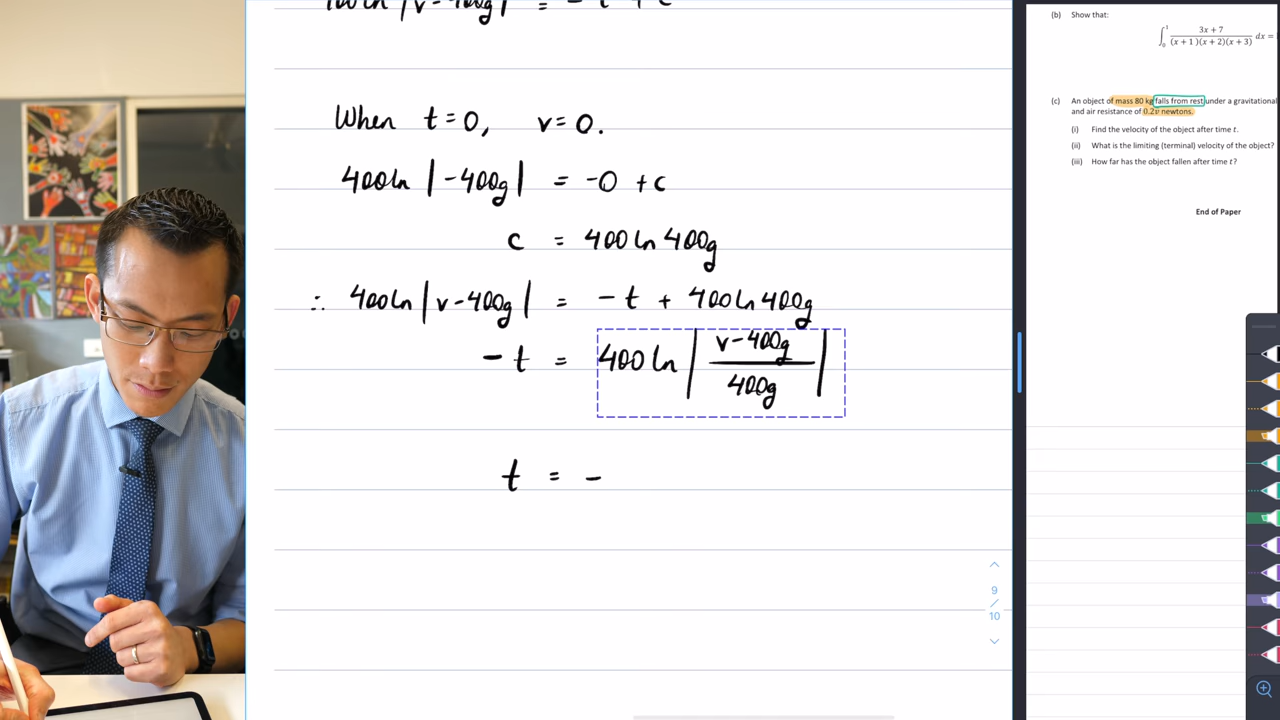 When t=0, v=0.
400ln |-400g| = -0 +c
c = 400 ln 400g
∴ 400ln |v-400g| = -t + 400 ln 400g
-t = 400 ln | v-400g / 400g |
t = -
9
/
10
(b) Show that:
∫₀¹ 3x + 7 / (x + 1)(x + 2)(x + 3) dx =
(c) An object of mass 80 kg falls from rest under a gravitational
and air resistance of 0.2v newtons.
(i) Find the velocity of the object after time t.
(ii) What is the limiting (terminal) velocity of the object?
(iii) How far has the object fallen after time t?
End of Paper